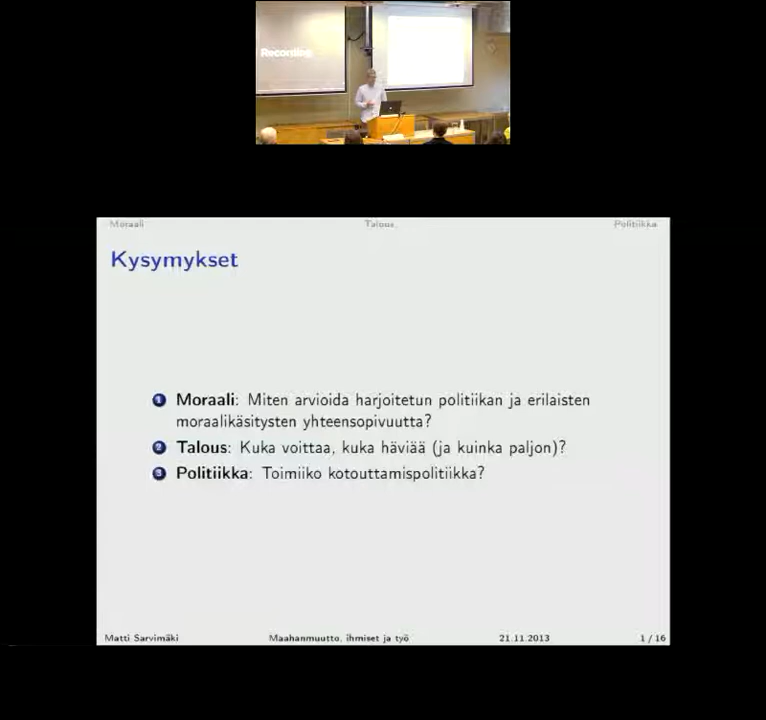 Recording
Moraali Talous Politiikka
Kysymykset
1 Moraali: Miten arvioida harjoitetun politiikan ja erilaisten
moraalikäsitysten yhteensopivuutta?
2 Talous: Kuka voittaa, kuka häviää (ja kuinka paljon)?
3 Politiikka: Toimiiko kotouttamispolitiikka?
Matti Sarvimäki Maahanmuutto, ihmiset ja työ 21.11.2013 1 / 16